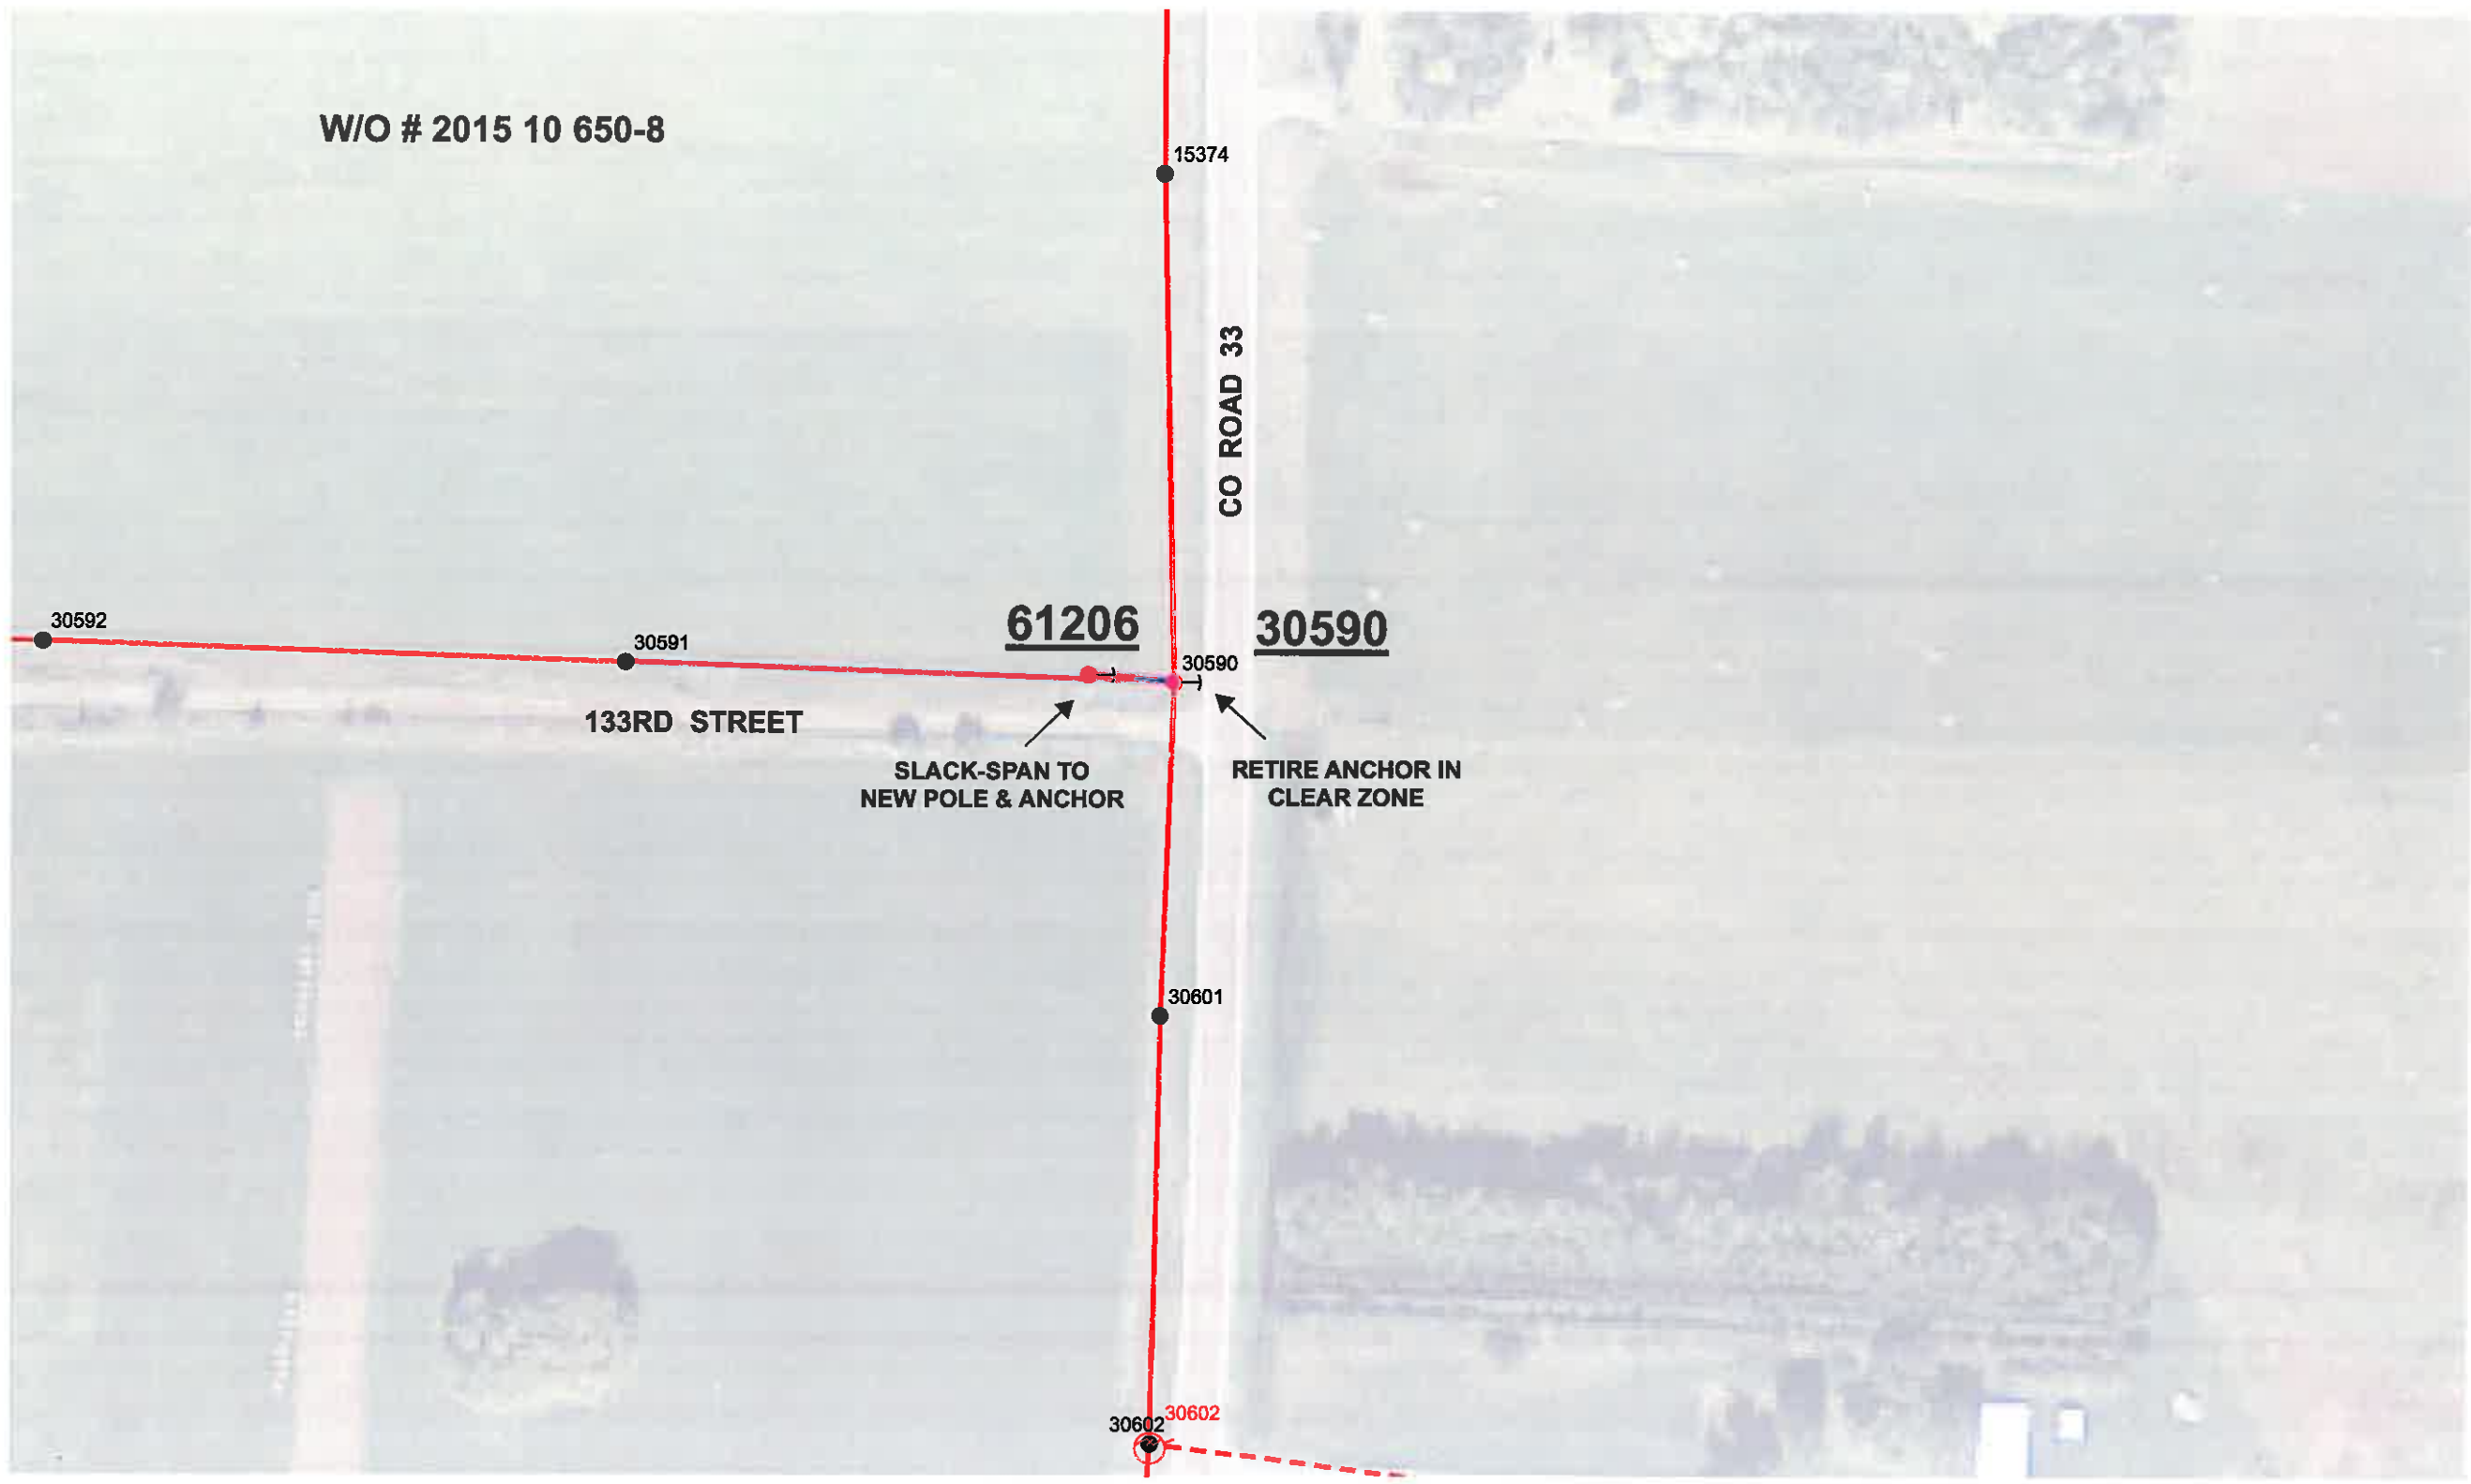 W/O # 2015 10 650-8
15374
CO ROAD 33
30592
30591
61206
30590
30590
133RD STREET
SLACK-SPAN TO
NEW POLE & ANCHOR
RETIRE ANCHOR IN
CLEAR ZONE
30601
30602
30602